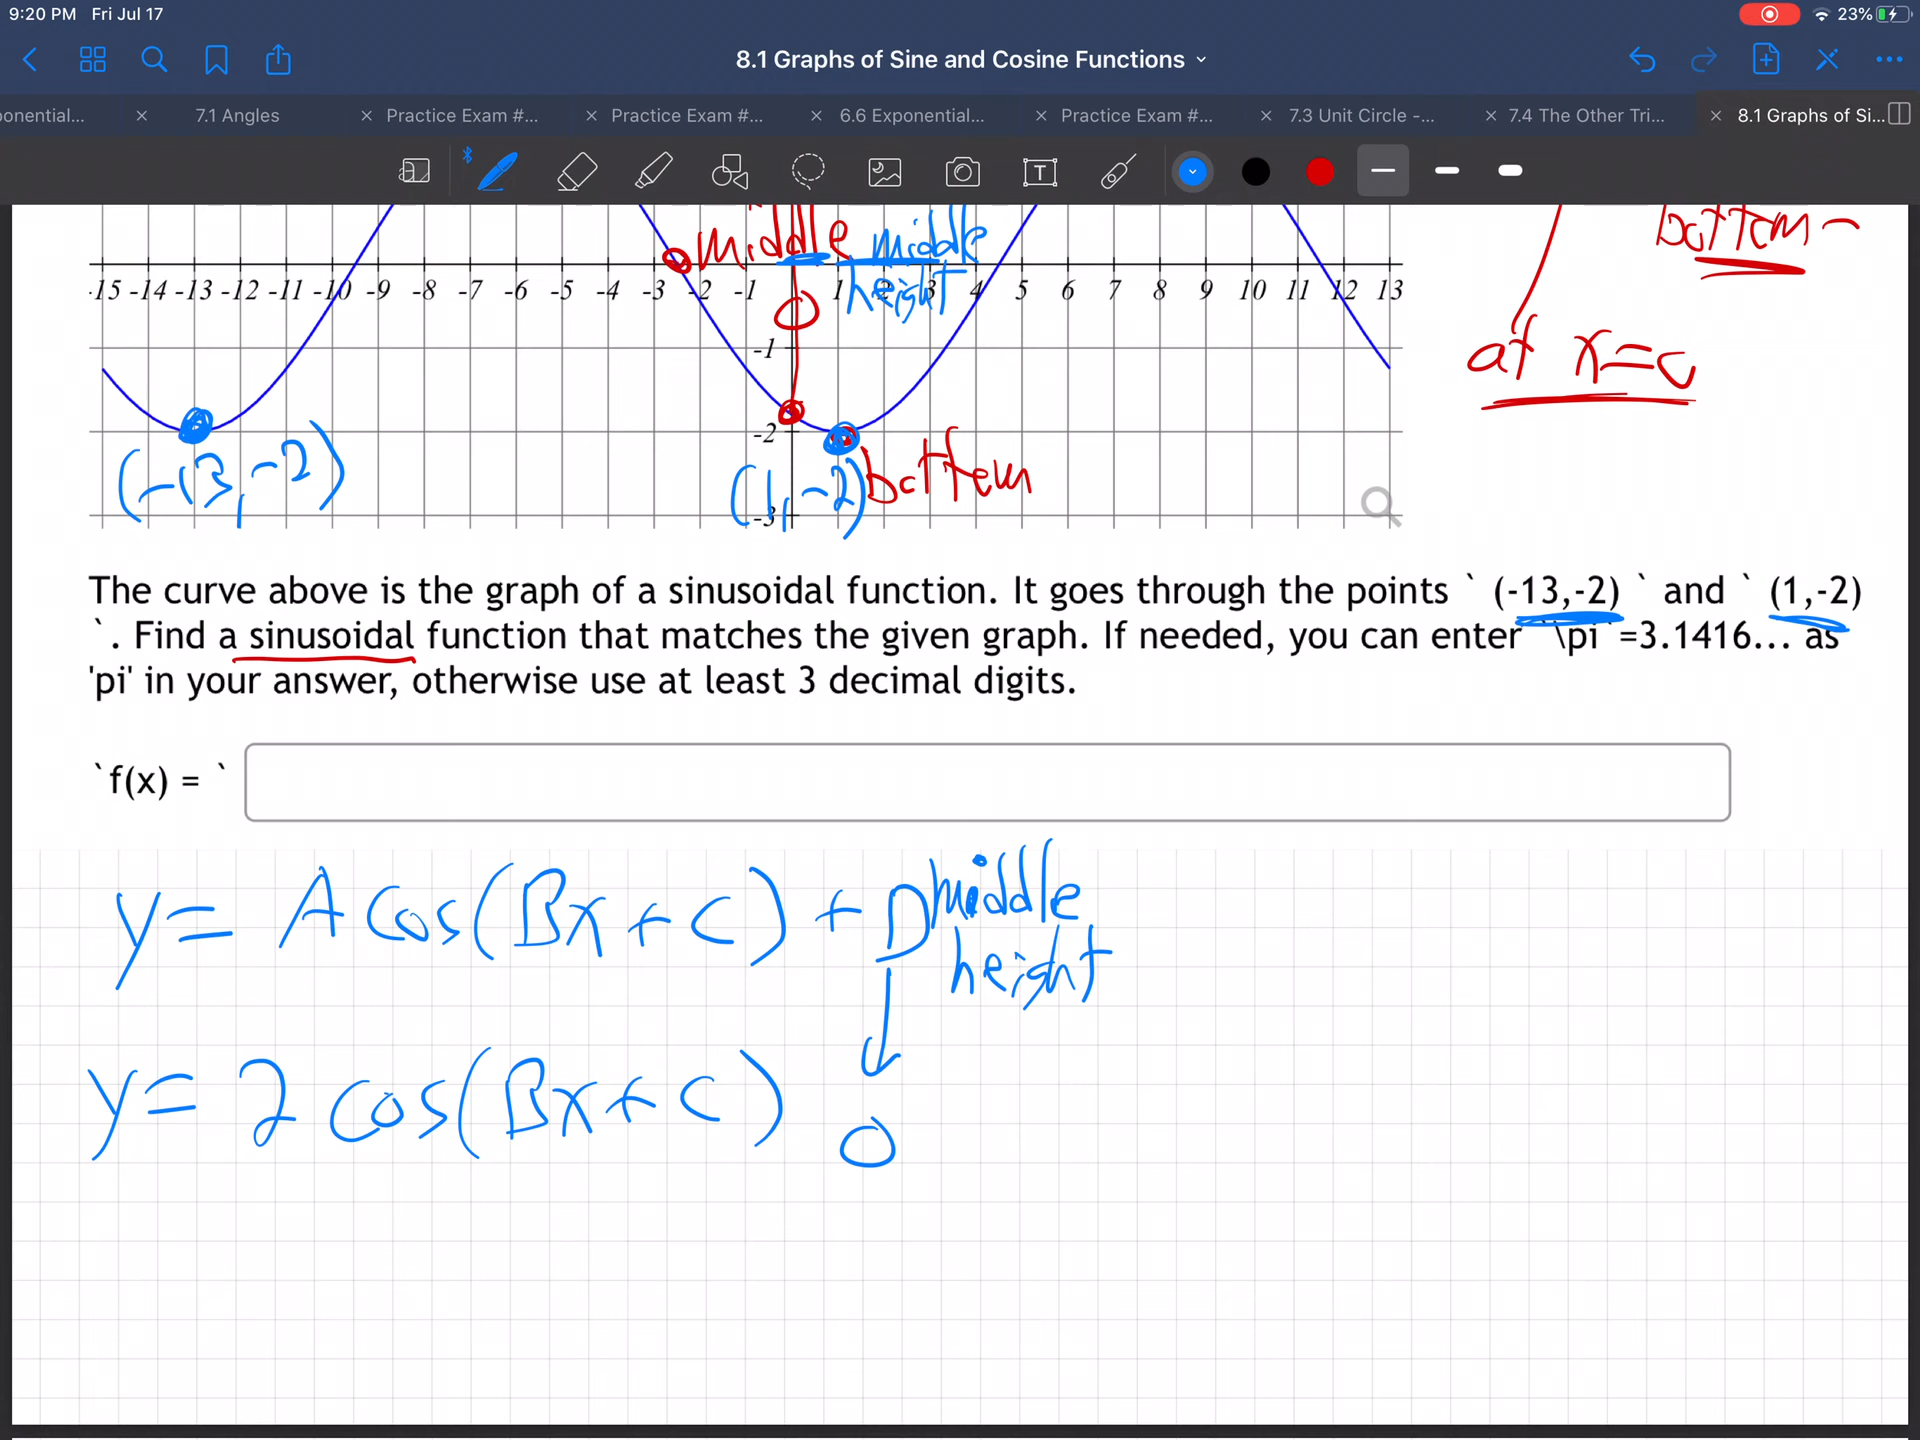 9:20 PM Fri Jul 17 23%
8.1 Graphs of Sine and Cosine Functions
onential... × 7.1 Angles × Practice Exam #... × Practice Exam #... × 6.6 Exponential... × Practice Exam #... × 7.3 Unit Circle -... × 7.4 The Other Tri... × 8.1 Graphs of Si...
T
bottom -
middle middle
height
-15 -14 -13 -12 -11 -10 -9 -8 -7 -6 -5 -4 -3 -2 -1 1 2 3 4 5 6 7 8 9 10 11 12 13
0
-1
at x=c
-2
(-13,-2)
(1,-2) bottom
-3
The curve above is the graph of a sinusoidal function. It goes through the points ` (-13,-2) ` and ` (1,-2)
`. Find a sinusoidal function that matches the given graph. If needed, you can enter `\pi`=3.1416... as
'pi' in your answer, otherwise use at least 3 decimal digits.
`f(x) = `
y = A cos(Bx + C) + D middle
height
y = 2 cos(Bx + C)
0